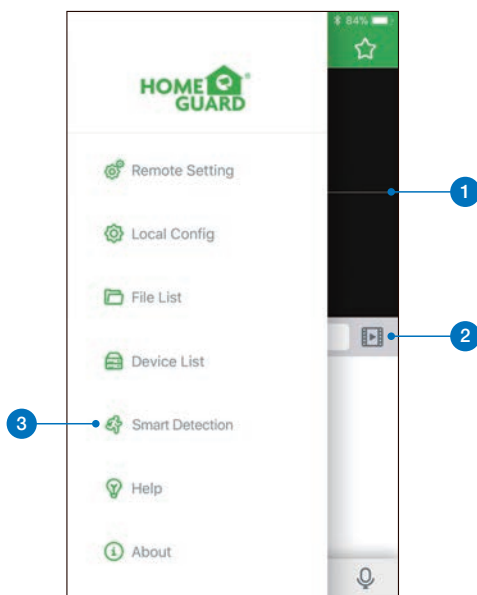 84%
HOME
GUARD®
Remote Setting
1
Local Config
File List
2
Device List
3
Smart Detection
Help
About